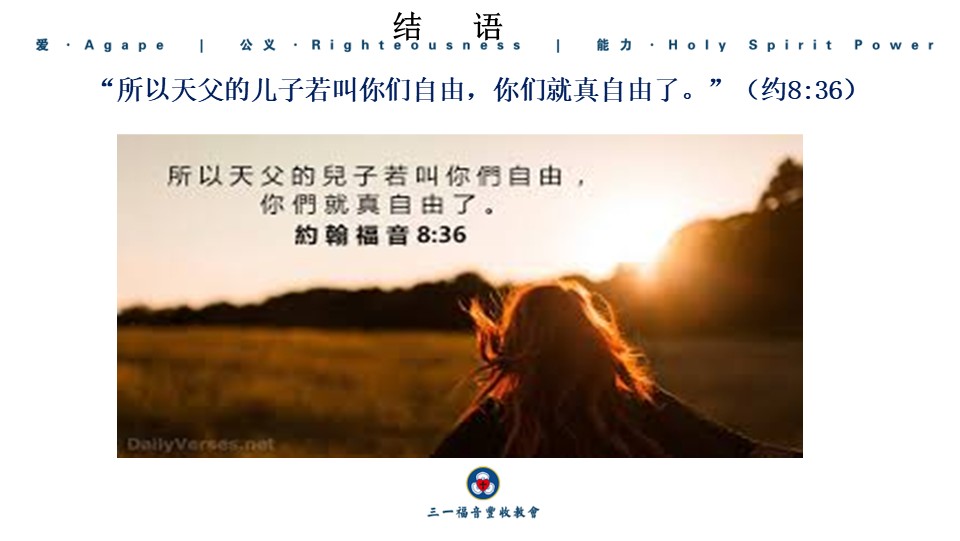 结 语
爱·Agape | 公义·Righteousness | 能力·Holy Spirit Power
“所以天父的儿子若叫你们自由，你们就真自由了。”（约8:36）
所以天父的兒子若叫你們自由，
你們就真自由了。
約翰福音 8:36
DailyVerses.net
三一福音豐收教會